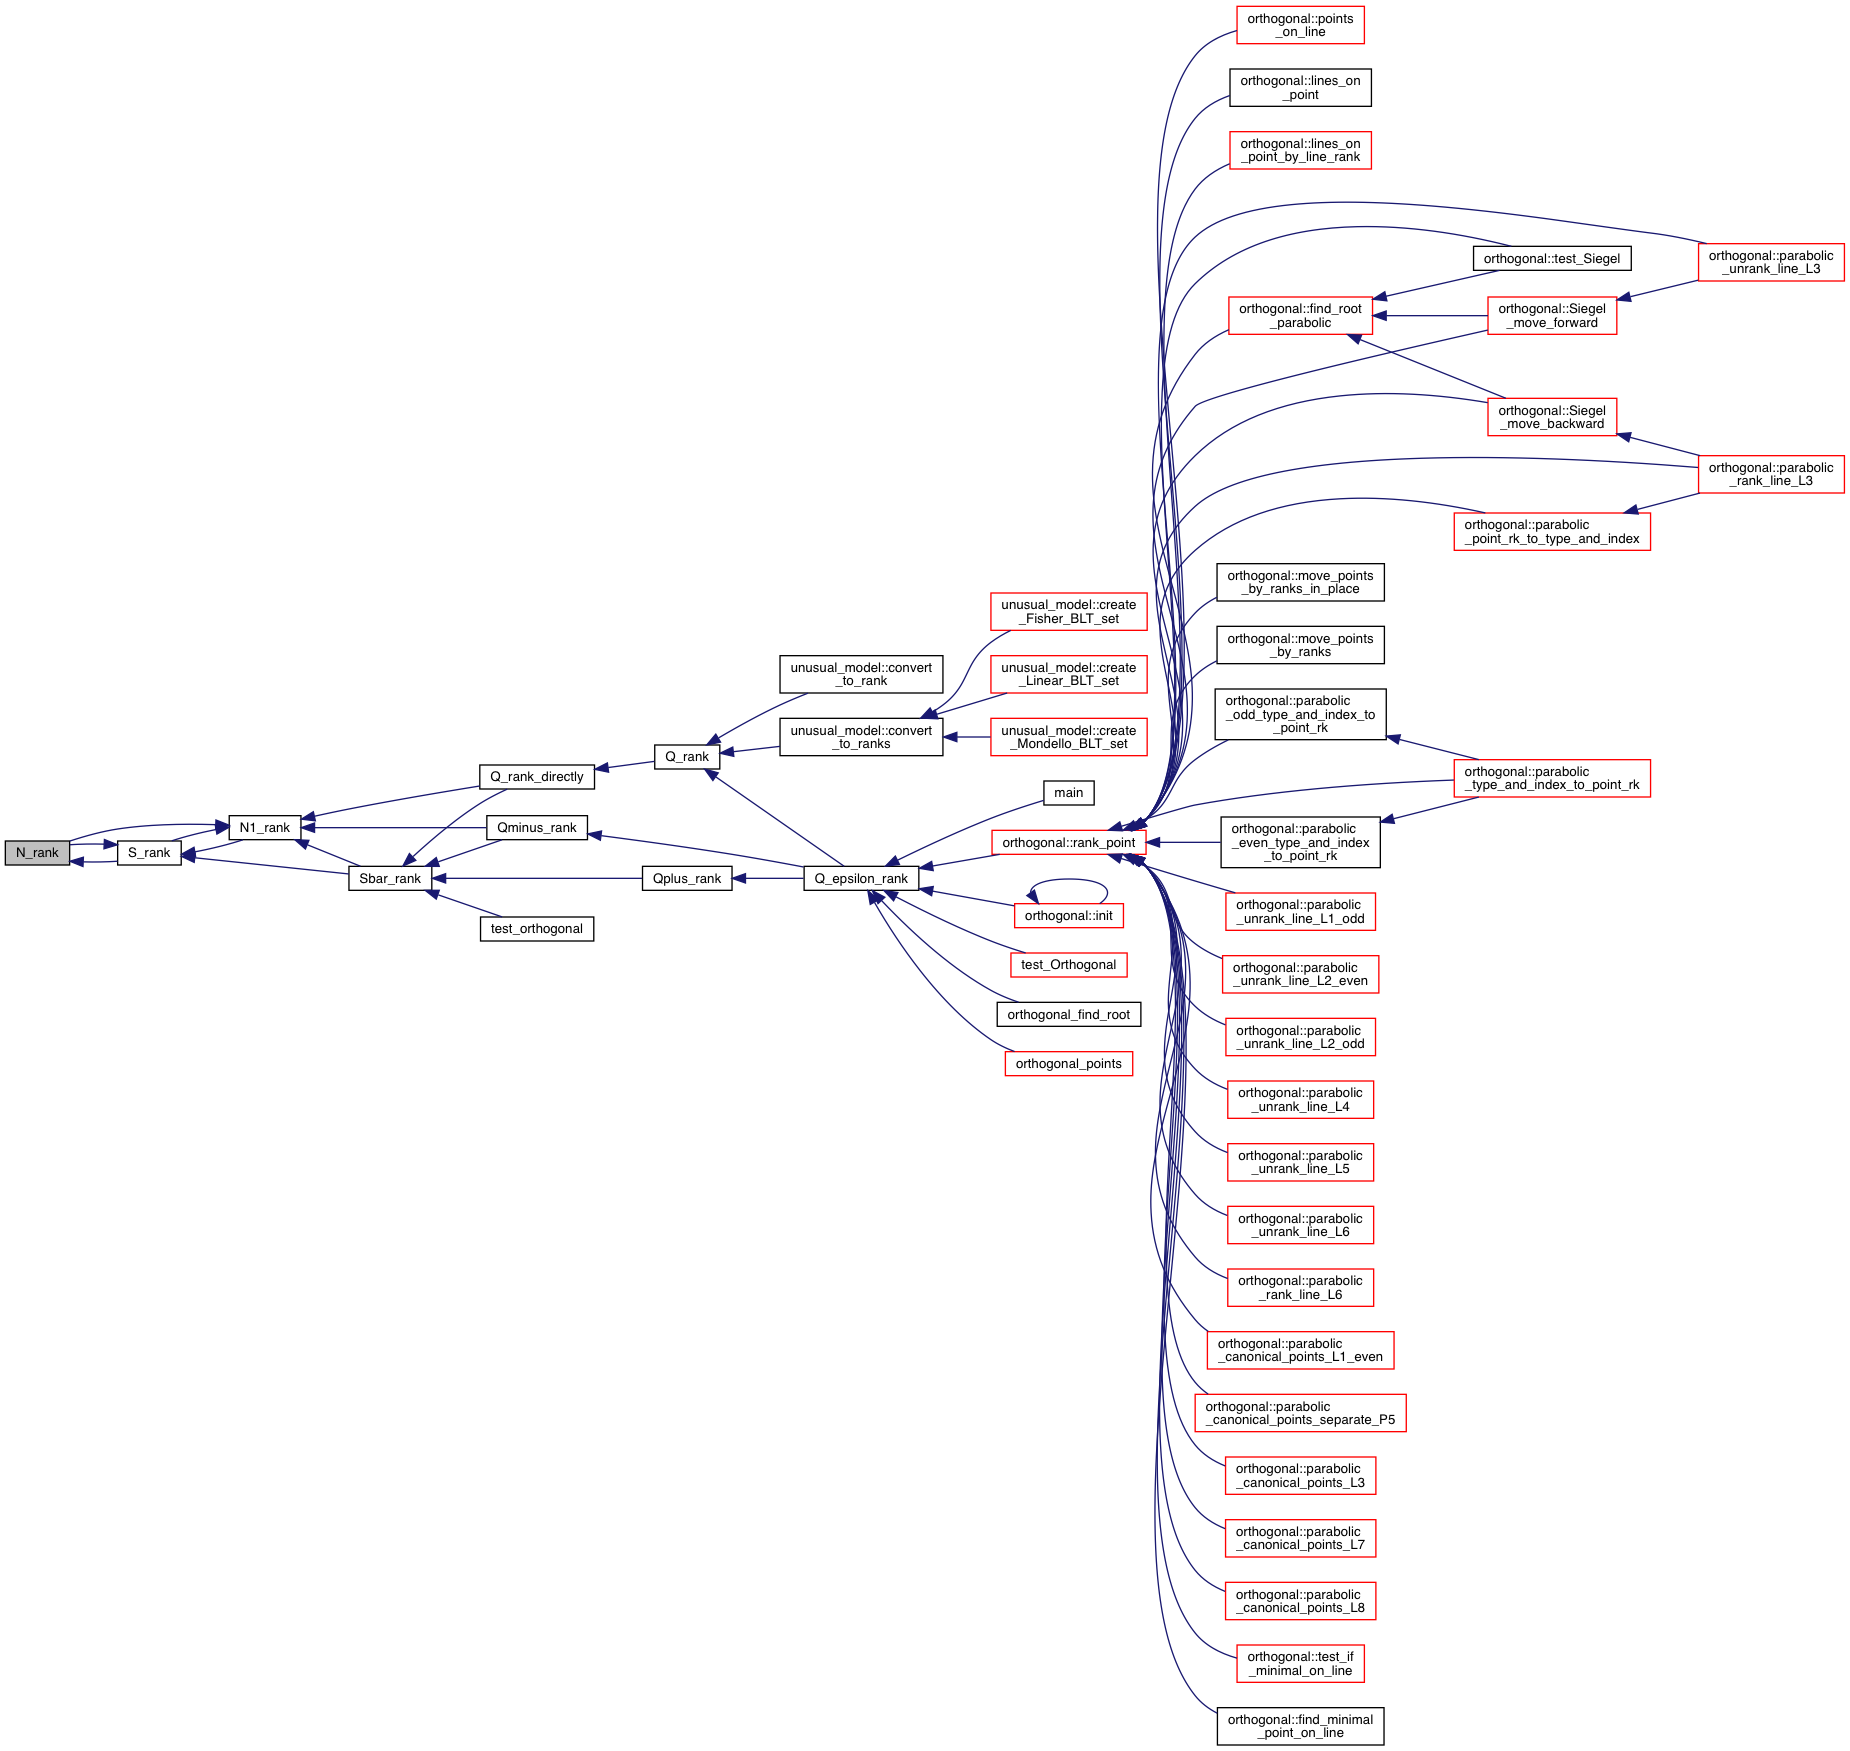 orthogonal::points
_on_line
orthogonal::lines_on
_point
orthogonal::lines_on
_point_by_line_rank
orthogonal::test_Siegel
orthogonal::parabolic
_unrank_line_L3
orthogonal::find_root
_parabolic
orthogonal::Siegel
_move_forward
orthogonal::Siegel
_move_backward
orthogonal::parabolic
_rank_line_L3
orthogonal::parabolic
_point_rk_to_type_and_index
orthogonal::move_points
_by_ranks_in_place
unusual_model::create
_Fisher_BLT_set
orthogonal::move_points
_by_ranks
unusual_model::convert
_to_rank
unusual_model::create
_Linear_BLT_set
orthogonal::parabolic
_odd_type_and_index_to
_point_rk
unusual_model::convert
_to_ranks
unusual_model::create
_Mondello_BLT_set
Q_rank
Q_rank_directly
main
orthogonal::parabolic
_type_and_index_to_point_rk
N_rank
S_rank
N1_rank
Qminus_rank
orthogonal::rank_point
orthogonal::parabolic
_even_type_and_index
_to_point_rk
Sbar_rank
Qplus_rank
Q_epsilon_rank
orthogonal::init
orthogonal::parabolic
_unrank_line_L1_odd
test_orthogonal
test_Orthogonal
orthogonal::parabolic
_unrank_line_L2_even
orthogonal_find_root
orthogonal::parabolic
_unrank_line_L2_odd
orthogonal_points
orthogonal::parabolic
_unrank_line_L4
orthogonal::parabolic
_unrank_line_L5
orthogonal::parabolic
_unrank_line_L6
orthogonal::parabolic
_rank_line_L6
orthogonal::parabolic
_canonical_points_L1_even
orthogonal::parabolic
_canonical_points_separate_P5
orthogonal::parabolic
_canonical_points_L3
orthogonal::parabolic
_canonical_points_L7
orthogonal::parabolic
_canonical_points_L8
orthogonal::test_if
_minimal_on_line
orthogonal::find_minimal
_point_on_line